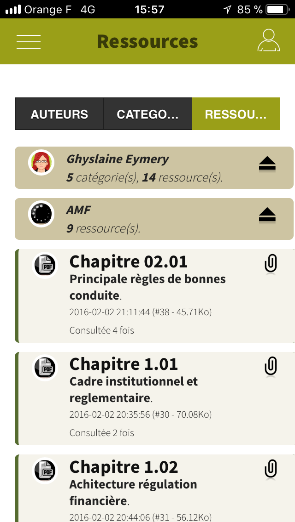 Orange F 4G 15:57 85 %
Ressources
AUTEURS CATEGO... RESSOU...
Ghyslaine Eymery
5 catégorie(s), 14 ressource(s).
AMF
9 ressource(s).
Chapitre 02.01
Principale règles de bonnes
conduite.
2016-02-02 21:11:44 (#38 - 45.71Ko)
Consultée 4 fois
Chapitre 1.01
Cadre institutionnel et
reglementaire.
2016-02-02 20:35:56 (#30 - 70.08Ko)
Consultée 2 fois
Chapitre 1.02
Achitecture régulation
financière.
2016-02-02 20:44:06 (#31 - 56.12Ko)